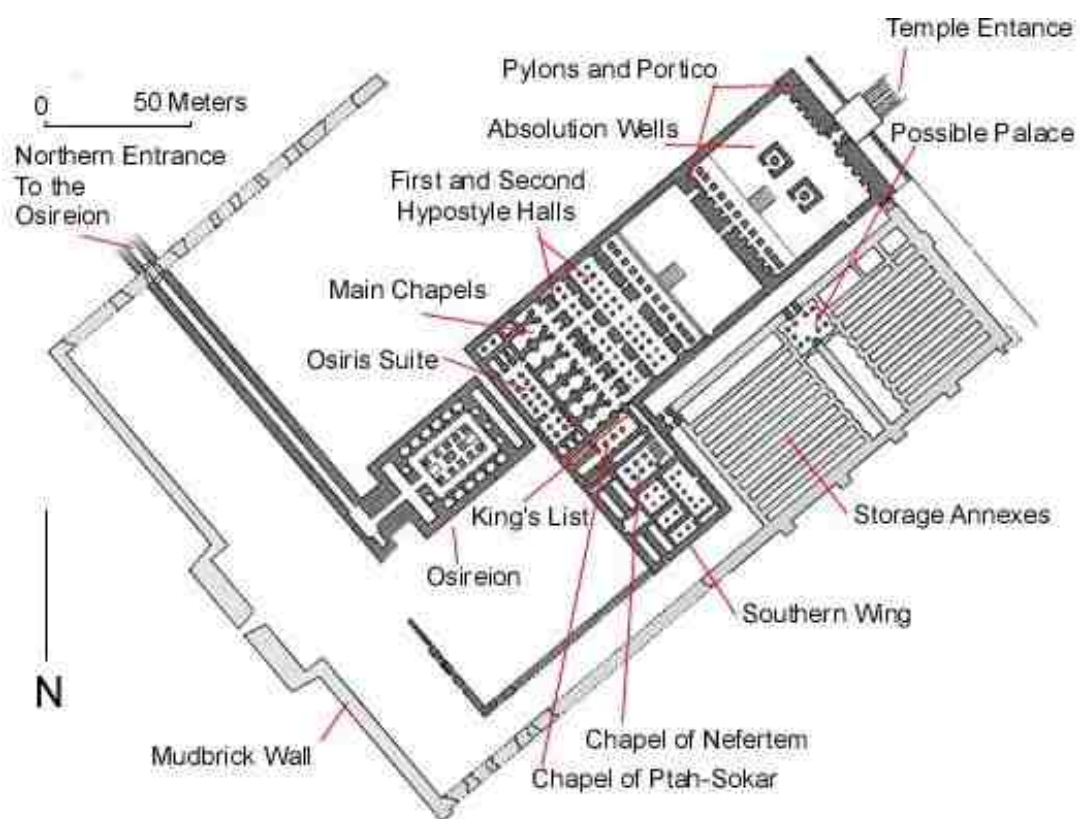 Temple Entance
Pylons and Portico
0 50 Meters
Absolution Wells
Possible Palace
Northern Entrance
To the
Osireion
First and Second
Hypostyle Halls
Main Chapels
Osiris Suite
King's List
Storage Annexes
Osireion
Southern Wing
N
Chapel of Nefertem
Mudbrick Wall
Chapel of Ptah-Sokar